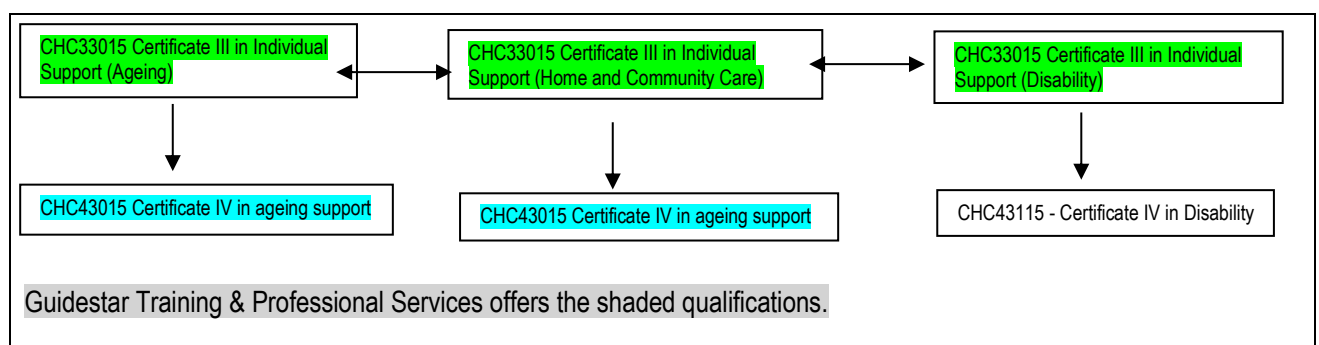 CHC33015 Certificate III in Individual
Support (Ageing)
CHC33015 Certificate III in Individual
Support (Home and Community Care)
CHC33015 Certificate III in Individual
Support (Disability)
CHC43015 Certificate IV in ageing support
CHC43015 Certificate IV in ageing support
CHC43115 - Certificate IV in Disability
Guidestar Training & Professional Services offers the shaded qualifications.